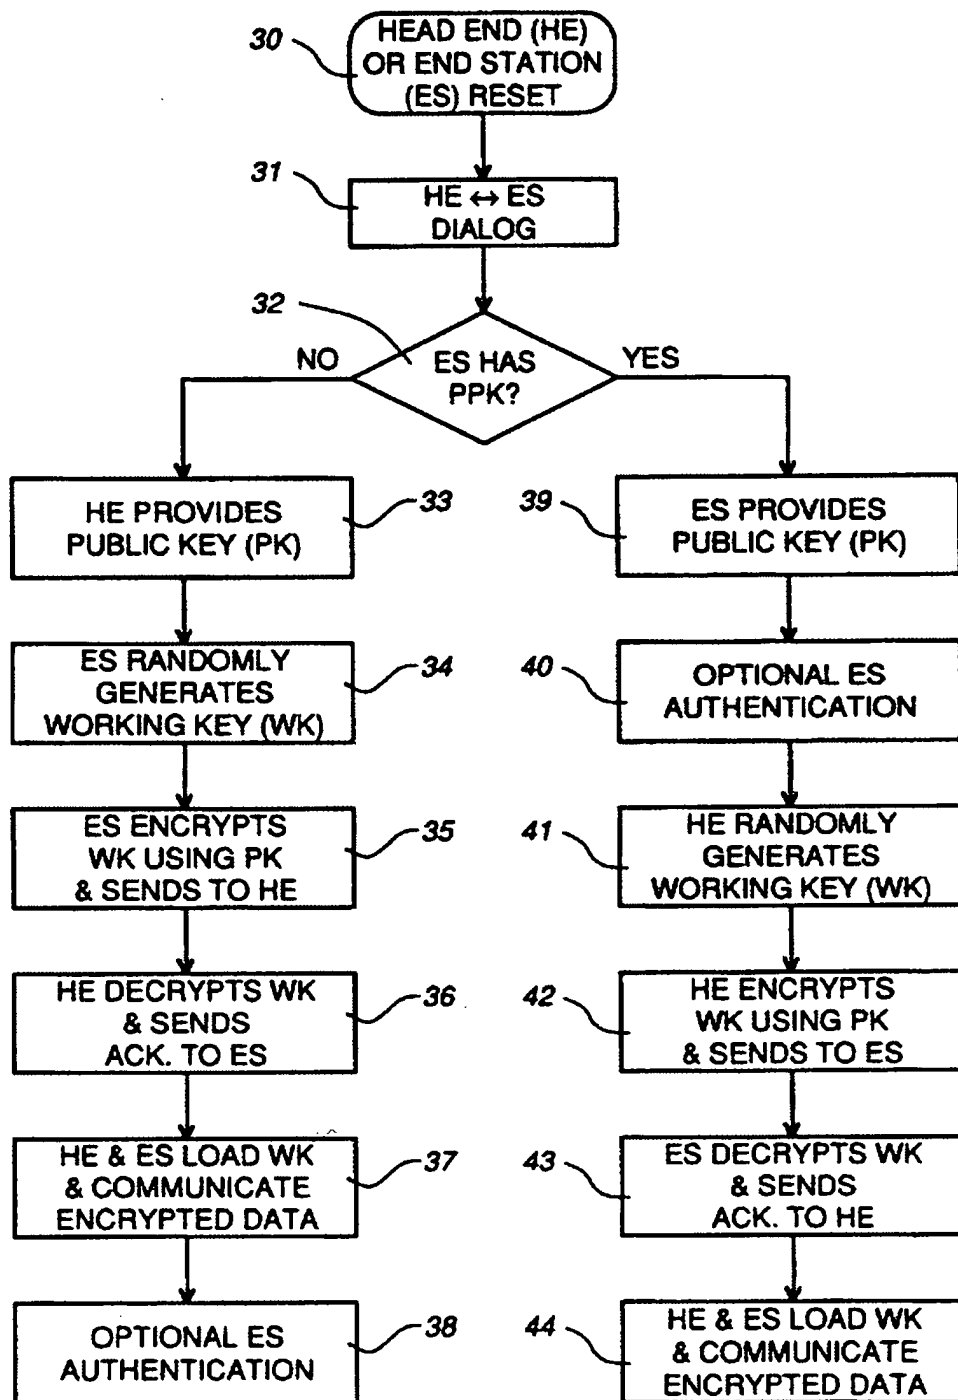 30
HEAD END (HE)
OR END STATION
(ES) RESET
31
HE ↔ ES
DIALOG
32
ES HAS
PPK?
NO
YES
HE PROVIDES
PUBLIC KEY (PK)
33
ES RANDOMLY
GENERATES
WORKING KEY (WK)
34
ES ENCRYPTS
WK USING PK
& SENDS TO HE
35
HE DECRYPTS WK
& SENDS
ACK. TO ES
36
HE & ES LOAD WK
& COMMUNICATE
ENCRYPTED DATA
37
OPTIONAL ES
AUTHENTICATION
38
39
ES PROVIDES
PUBLIC KEY (PK)
40
OPTIONAL ES
AUTHENTICATION
41
HE RANDOMLY
GENERATES
WORKING KEY (WK)
42
HE ENCRYPTS
WK USING PK
& SENDS TO ES
43
ES DECRYPTS WK
& SENDS
ACK. TO HE
44
HE & ES LOAD WK
& COMMUNICATE
ENCRYPTED DATA